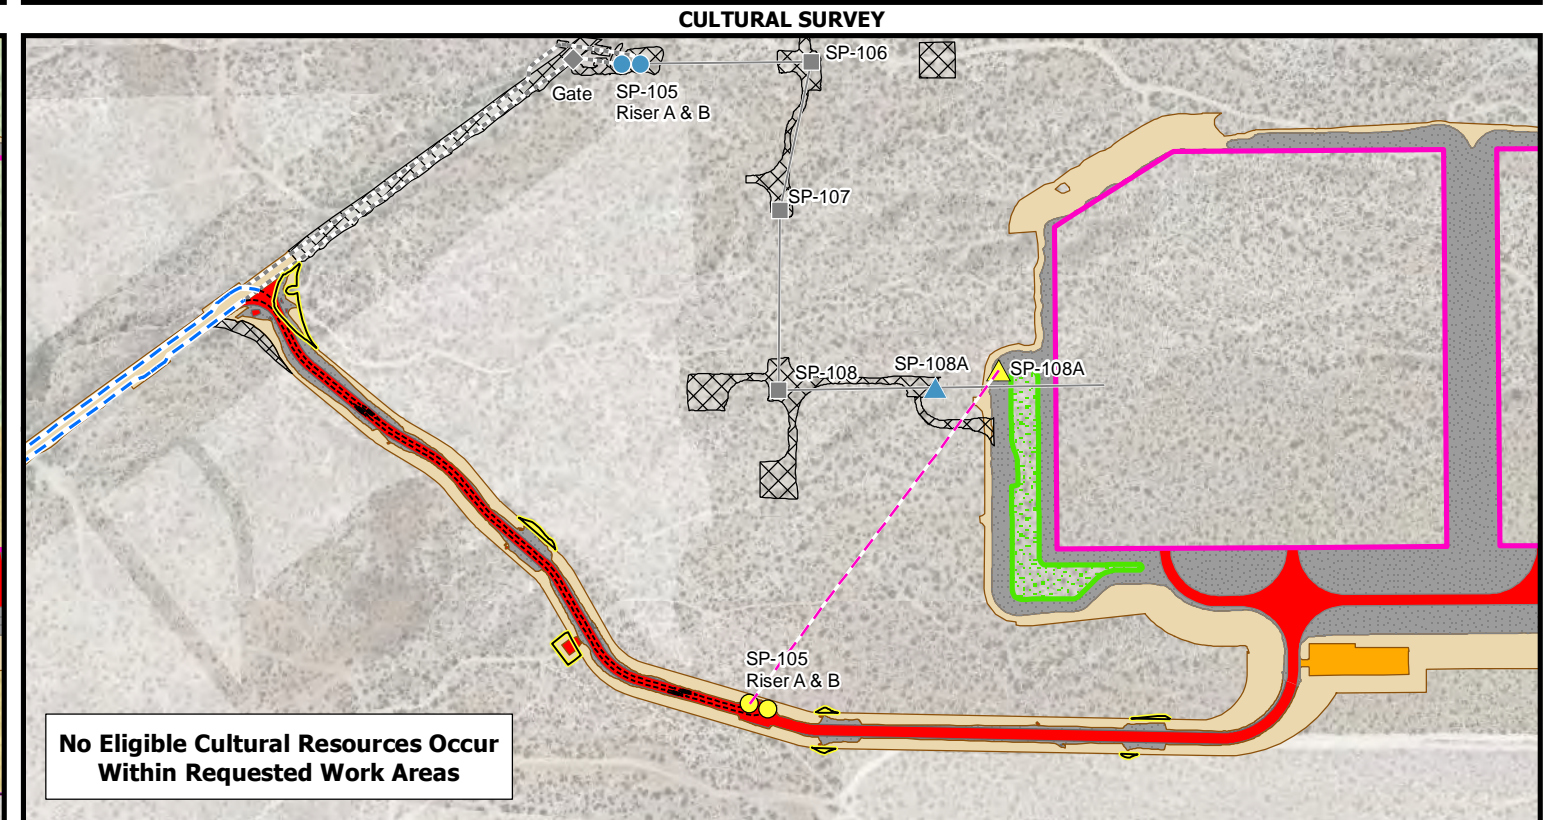 CULTURAL SURVEY
SP-106
Gate
SP-105
Riser A & B
SP-107
SP-108
SP-108A
SP-108A
SP-105
Riser A & B
No Eligible Cultural Resources Occur
Within Requested Work Areas